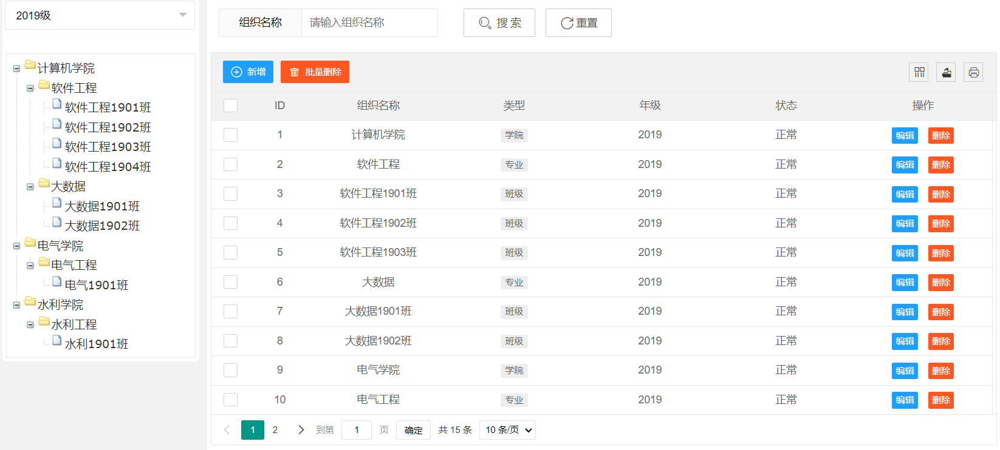 2019级
计算机学院
软件工程
软件工程1901班
软件工程1902班
软件工程1903班
软件工程1904班
大数据
大数据1901班
大数据1902班
电气学院
电气工程
电气1901班
水利学院
水利工程
水利1901班
组织名称 请输入组织名称 搜 索 重置
新增 批量删除
ID 组织名称 类型 年级 状态 操作
1 计算机学院 学院 2019 正常 编辑 删除
2 软件工程 专业 2019 正常 编辑 删除
3 软件工程1901班 班级 2019 正常 编辑 删除
4 软件工程1902班 班级 2019 正常 编辑 删除
5 软件工程1903班 班级 2019 正常 编辑 删除
6 大数据 专业 2019 正常 编辑 删除
7 大数据1901班 班级 2019 正常 编辑 删除
8 大数据1902班 班级 2019 正常 编辑 删除
9 电气学院 学院 2019 正常 编辑 删除
10 电气工程 专业 2019 正常 编辑 删除
1 2 到第 1 页 确定 共 15 条 10 条/页